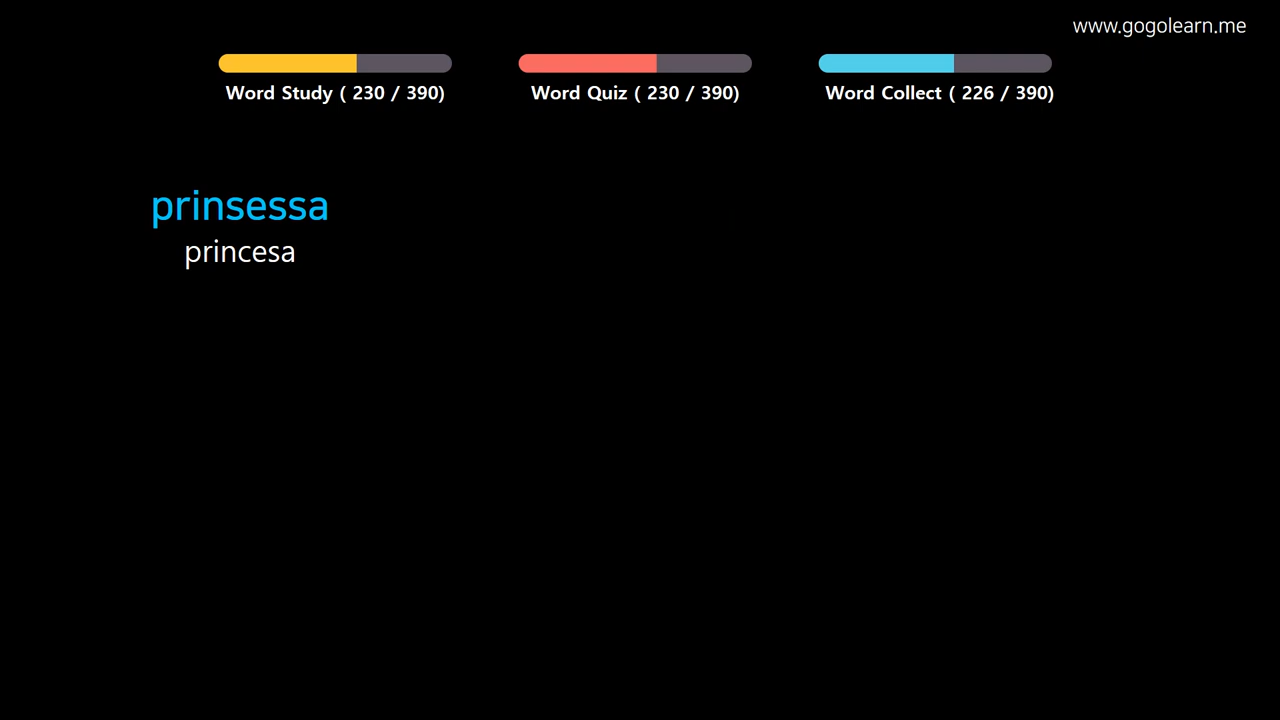 www.gogolearn.me
Word Study ( 230 / 390)
Word Quiz ( 230 / 390)
Word Collect ( 226 / 390)
prinsessa
princesa